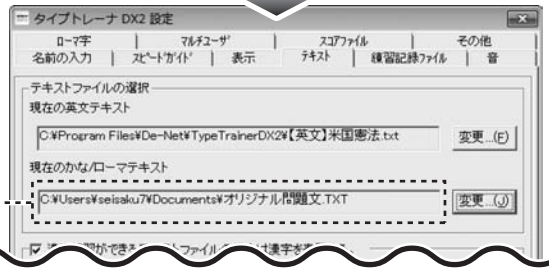 タイプトレーナ DX2 設定
ローマ字 マルチユーザ スコアファイル その他
名前の入力 スピードガイド 表示 テキスト 練習記録ファイル 音
テキストファイルの選択
現在の英文テキスト
C:¥Program Files¥De-Net¥TypeTrainerDX2¥【英文】米国憲法.txt 変更...(F)
現在のかな/ローマテキスト
C:¥Users¥seisaku7¥Documents¥オリジナル問題文.TXT 変更...(J)